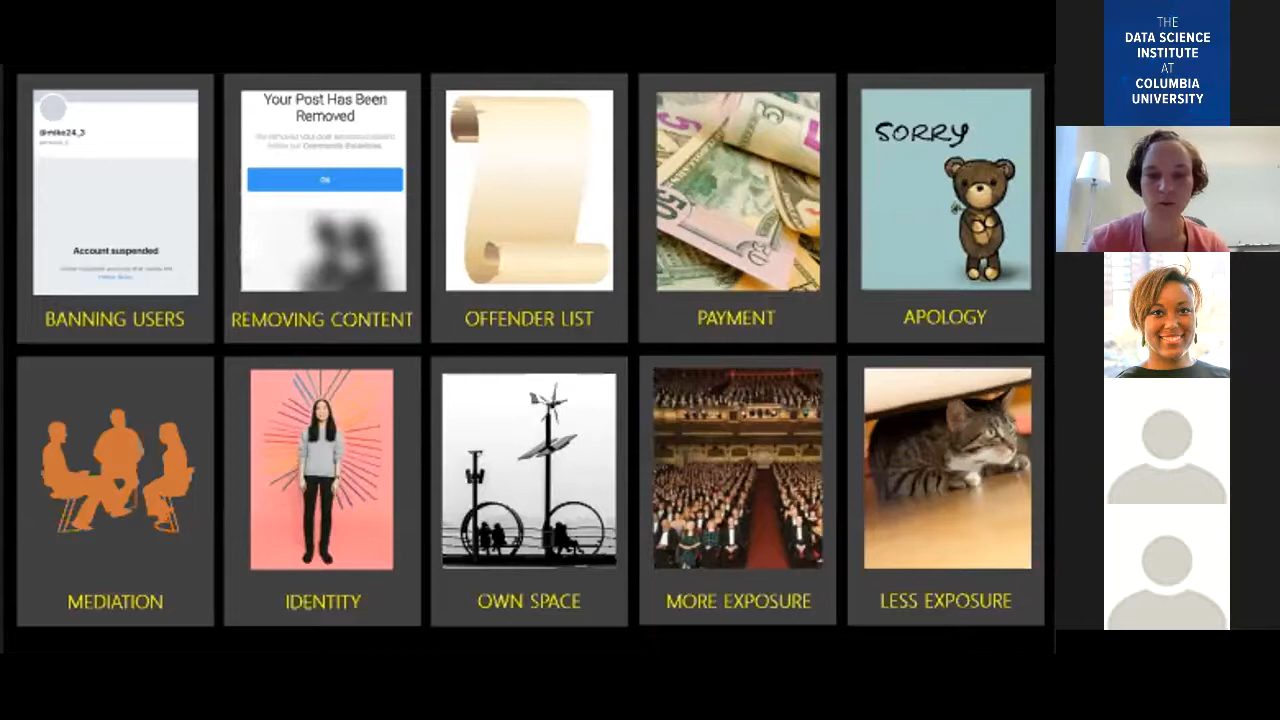 @mike24_3
Account suspended
BANNING USERS
Your Post Has Been
Removed
OK
REMOVING CONTENT
OFFENDER LIST
50
PAYMENT
SORRY
APOLOGY
MEDIATION
IDENTITY
OWN SPACE
MORE EXPOSURE
LESS EXPOSURE
THE
DATA SCIENCE
INSTITUTE
AT
COLUMBIA
UNIVERSITY